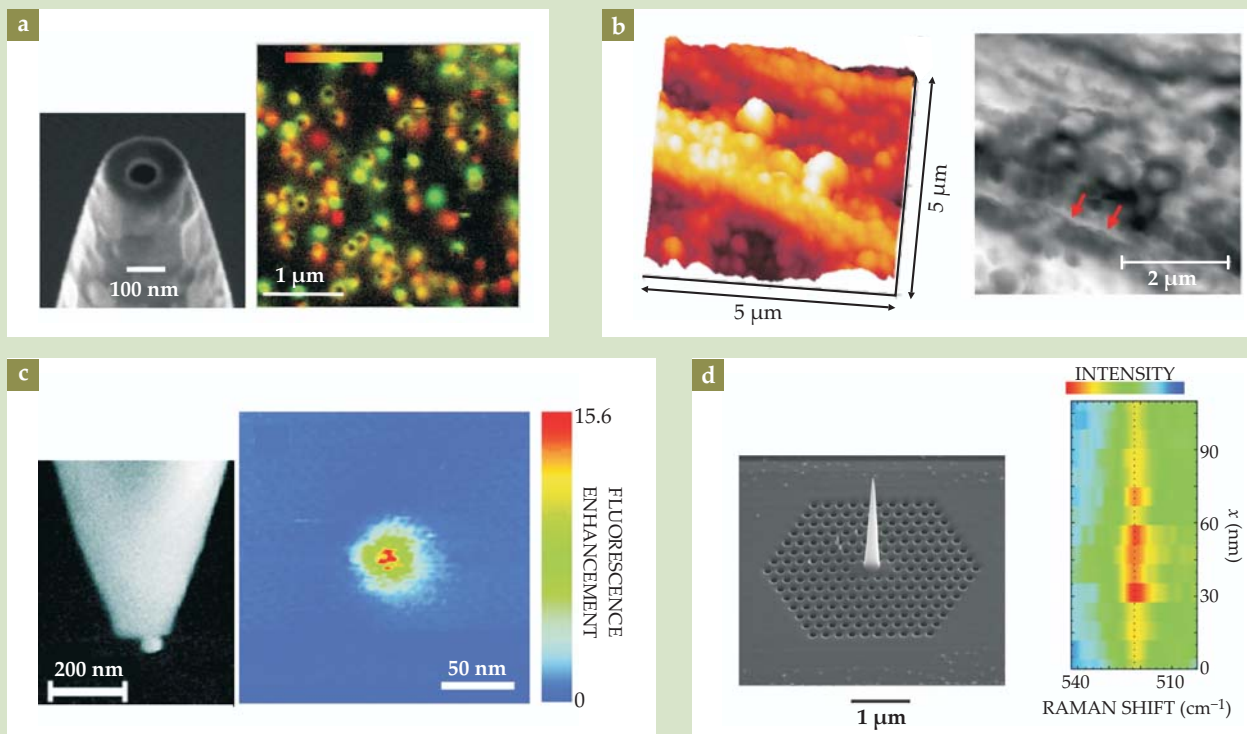 a
1 µm
100 nm
b
5 µm
5 µm
2 µm
c
200 nm
50 nm
15.6
0
FLUORESCENCE
ENHANCEMENT
d
1 µm
INTENSITY
90
60
30
0
x (nm)
540 510
RAMAN SHIFT (cm⁻¹)